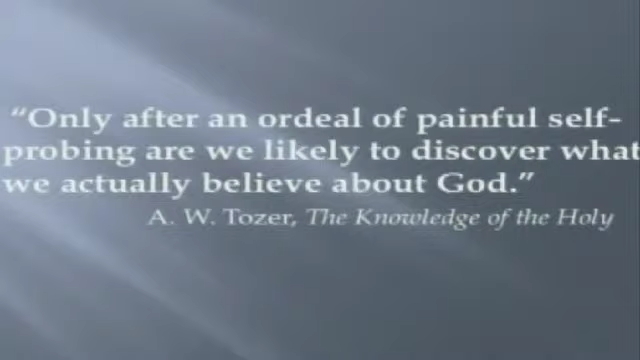 “Only after an ordeal of painful self-
probing are we likely to discover what
we actually believe about God.”
A. W. Tozer, The Knowledge of the Holy